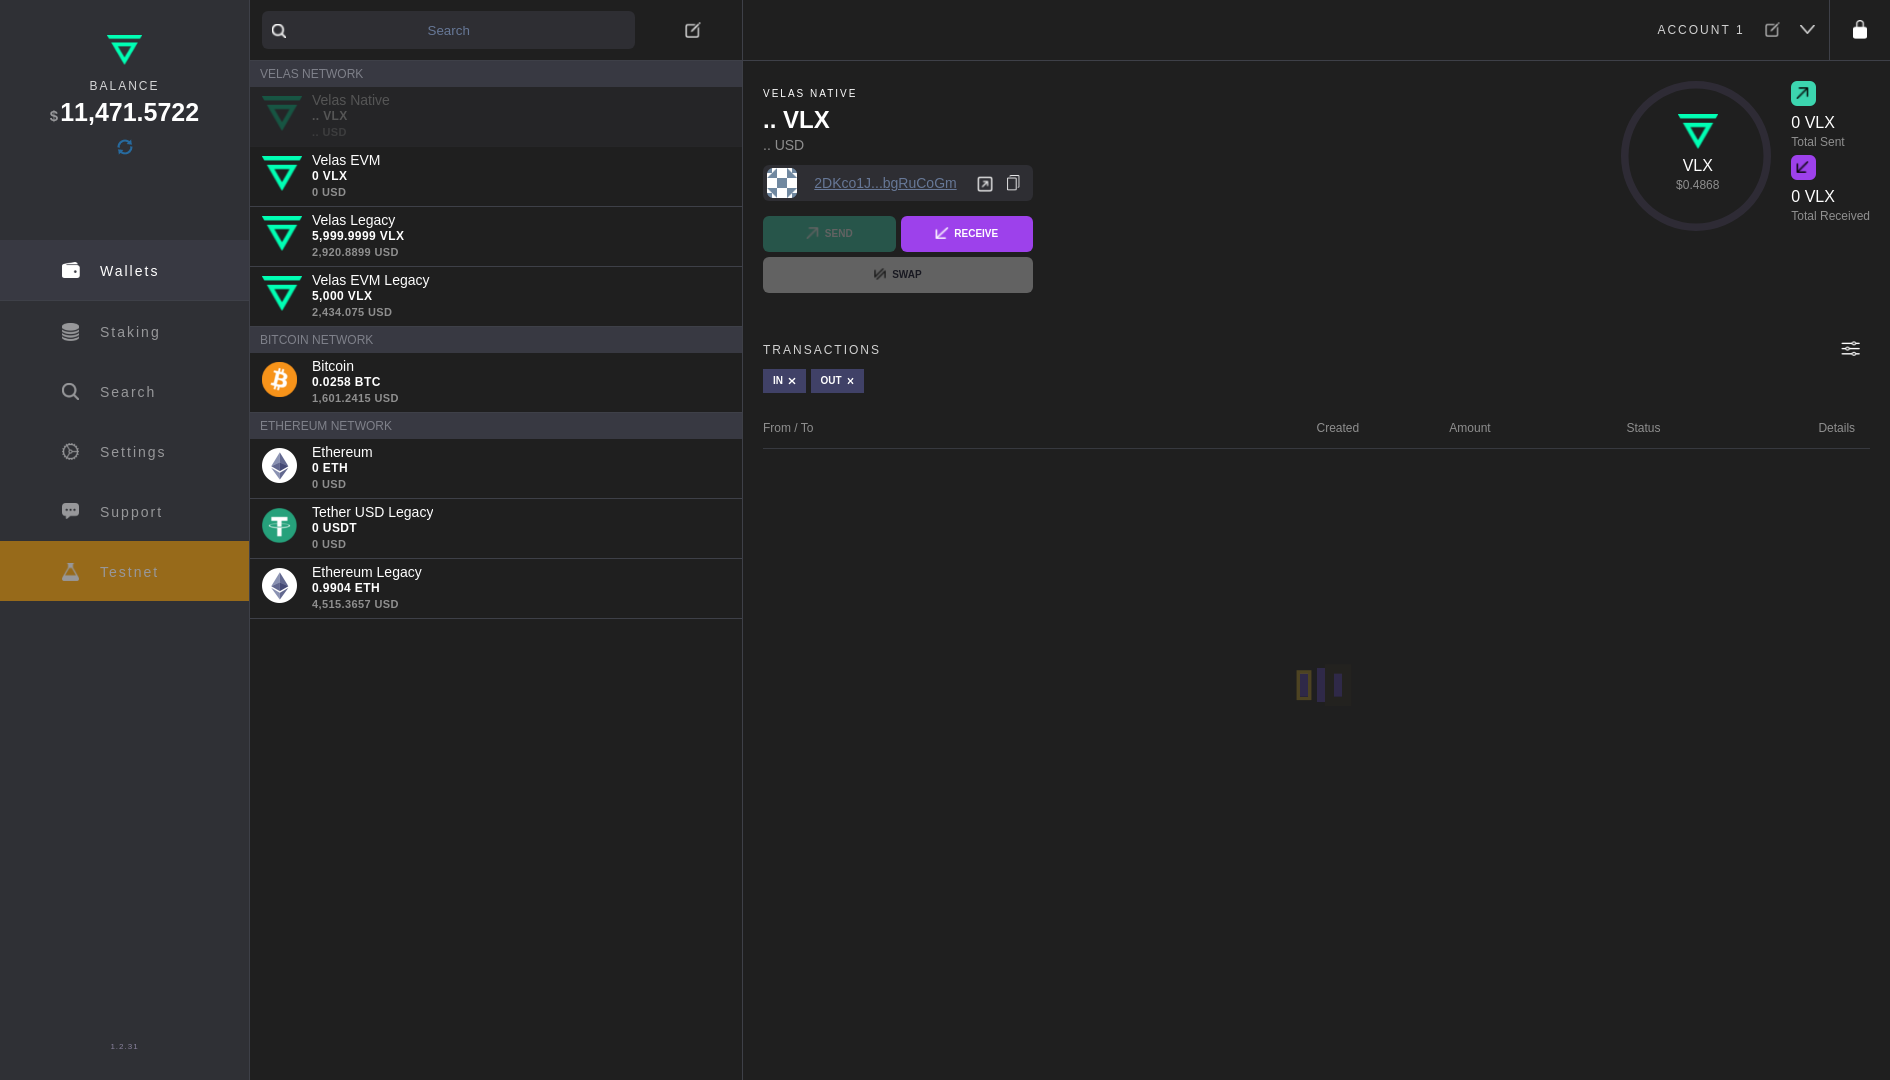 BALANCE
$11,471.5722
Wallets
Staking
Search
Settings
Support
Testnet
1.2.31
Search
VELAS NETWORK
Velas Native
.. VLX
.. USD
Velas EVM
0 VLX
0 USD
Velas Legacy
5,999.9999 VLX
2,920.8899 USD
Velas EVM Legacy
5,000 VLX
2,434.075 USD
BITCOIN NETWORK
Bitcoin
0.0258 BTC
1,601.2415 USD
ETHEREUM NETWORK
Ethereum
0 ETH
0 USD
Tether USD Legacy
0 USDT
0 USD
Ethereum Legacy
0.9904 ETH
4,515.3657 USD
ACCOUNT 1
VELAS NATIVE
.. VLX
.. USD
2DKco1J...bgRuCoGm
SEND
RECEIVE
SWAP
VLX
$0.4868
0 VLX
Total Sent
0 VLX
Total Received
TRANSACTIONS
IN × OUT ×
From / To Created Amount Status Details